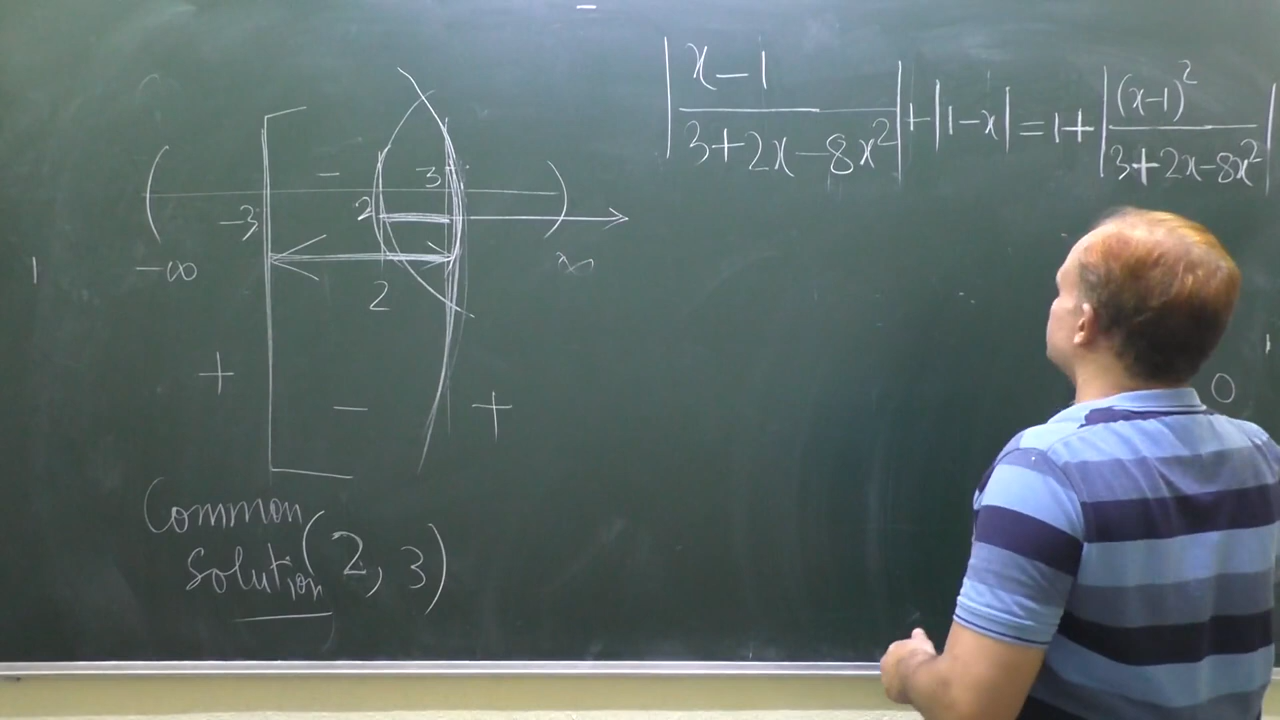 − 3
-3 2
-∞ 2 ∞
+ − +
Common
Solution (2, 3)
|x-1 / 3+2x-8x²| + |1-x| = 1 + |(x-1)² / 3+2x-8x²|
1
0